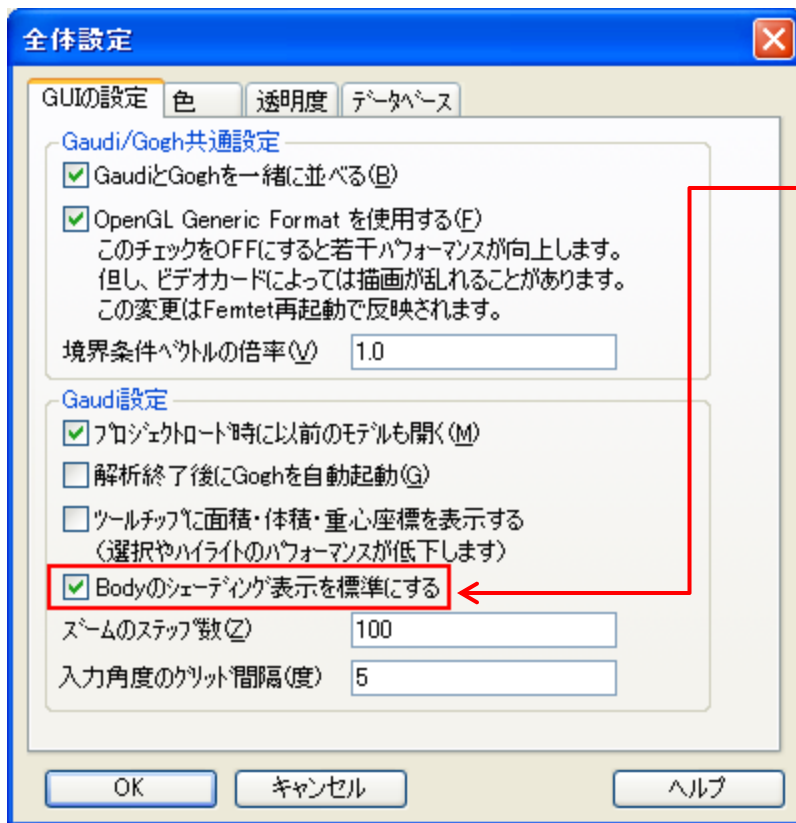 全体設定
GUIの設定 色 透明度 データベース
Gaudi/Gogh共通設定
GaudiとGoghを一緒に並べる(B)
OpenGL Generic Format を使用する(F)
このチェックをOFFにすると若干パフォーマンスが向上します。
但し、ビデオカードによっては描画が乱れることがあります。
この変更はFemtet再起動で反映されます。
境界条件ベクトルの倍率(V) 1.0
Gaudi設定
プロジェクトロード時に以前のモデルも開く(M)
解析終了後にGoghを自動起動(G)
ツールチップに面積・体積・重心座標を表示する
(選択やハイライトのパフォーマンスが低下します)
Bodyのシェーディング表示を標準にする
ズームのステップ数(Z) 100
入力角度のグリッド間隔(度) 5
OK キャンセル ヘルプ